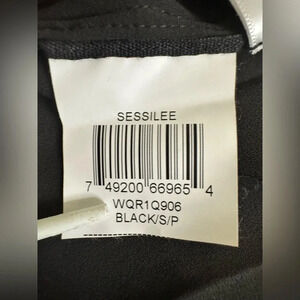 SESSILEE
7 49200 66965 4
WQR1Q906
BLACK/S/P